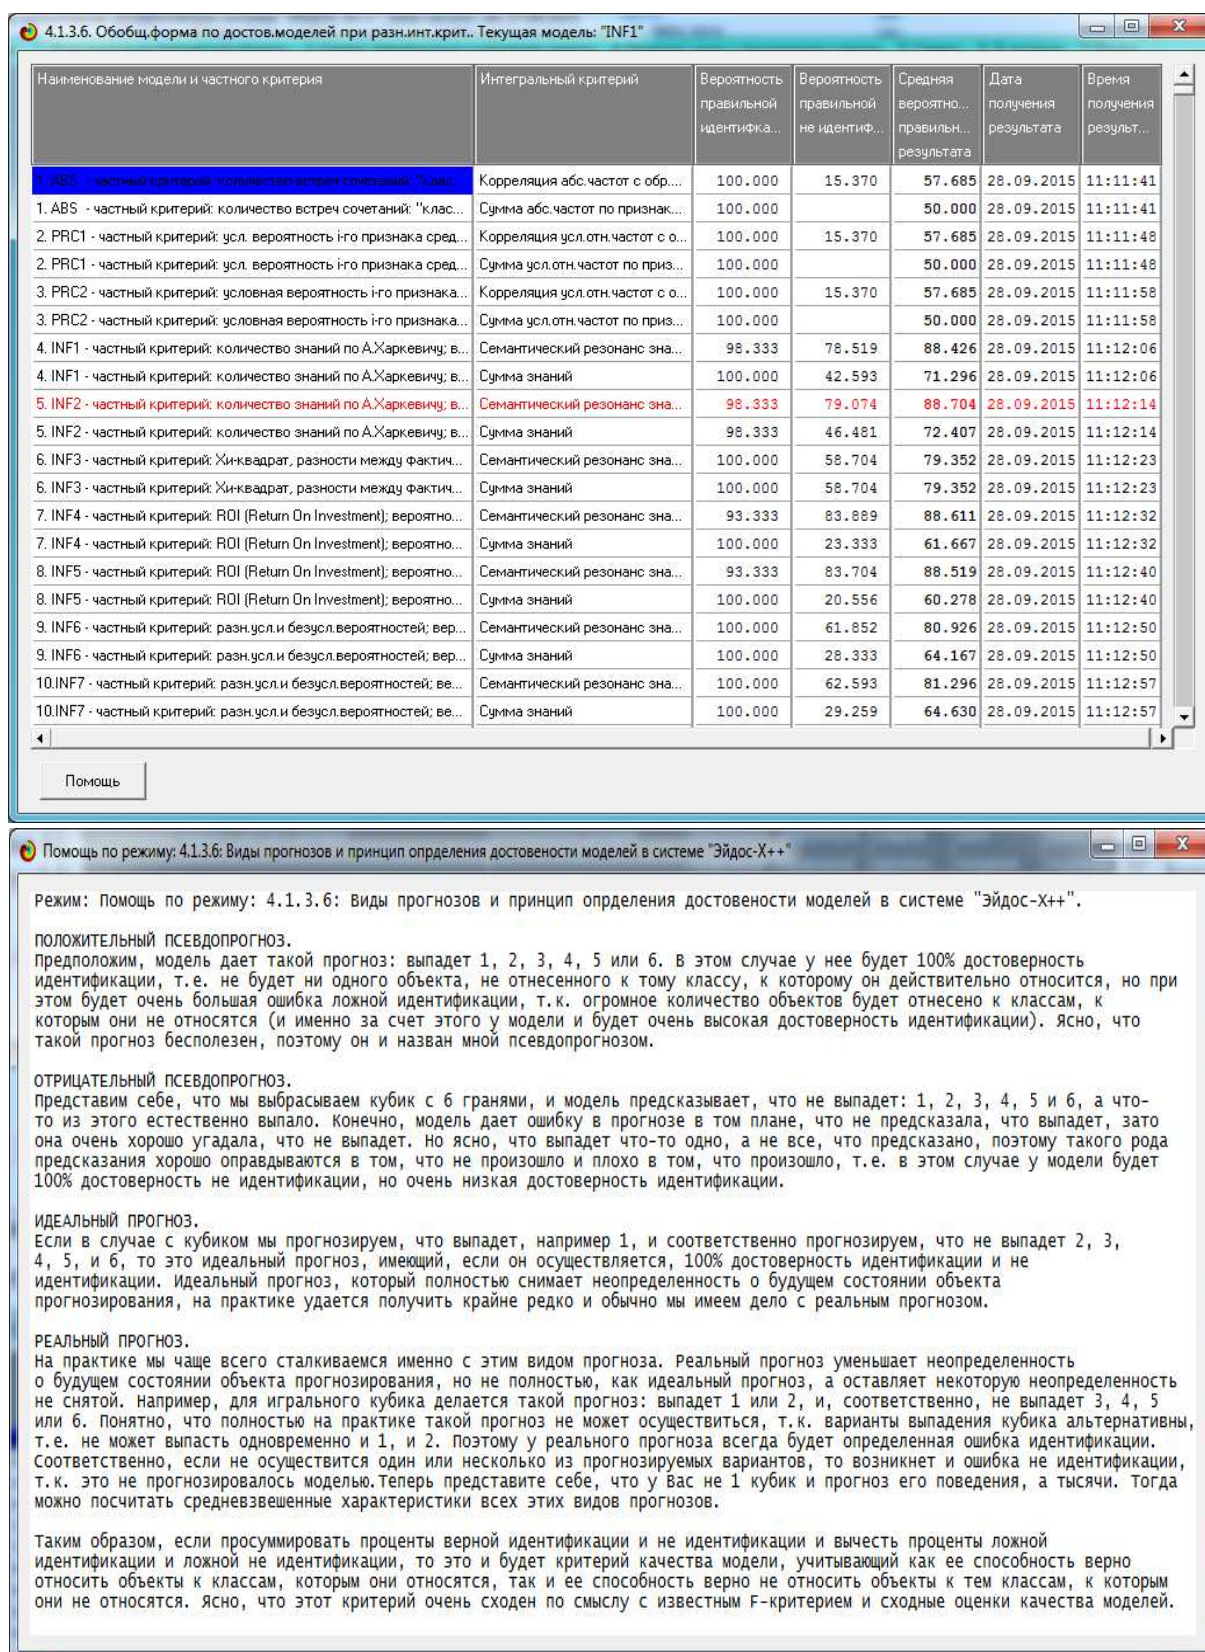 4.1.3.6. Обобщ.форма по достов.моделей при разн.инт.крит.. Текущая модель: "INF1"
Наименование модели и частного критерия Интегральный критерий Вероятность правильной идентифка... Вероятность правильной не идентиф... Средняя вероятно... правильн... результата Дата получения результата Время получения результ...
1. ABS - частный критерий: количество встреч сочетаний: "клас... Корреляция абс.частот с обр.... 100.000 15.370 57.685 28.09.2015 11:11:41
1. ABS - частный критерий: количество встреч сочетаний: "клас... Сумма абс.частот по признак... 100.000 50.000 28.09.2015 11:11:41
2. PRC1 - частный критерий: усл. вероятность i-го признака сред... Корреляция усл.отн.частот с о... 100.000 15.370 57.685 28.09.2015 11:11:48
2. PRC1 - частный критерий: усл. вероятность i-го признака сред... Сумма усл.отн.частот по приз... 100.000 50.000 28.09.2015 11:11:48
3. PRC2 - частный критерий: условная вероятность i-го признака... Корреляция усл.отн.частот с о... 100.000 15.370 57.685 28.09.2015 11:11:58
3. PRC2 - частный критерий: условная вероятность i-го признака... Сумма усл.отн.частот по приз... 100.000 50.000 28.09.2015 11:11:58
4. INF1 - частный критерий: количество знаний по А.Харкевичу; в... Семантический резонанс зна... 98.333 78.519 88.426 28.09.2015 11:12:06
4. INF1 - частный критерий: количество знаний по А.Харкевичу; в... Сумма знаний 100.000 42.593 71.296 28.09.2015 11:12:06
5. INF2 - частный критерий: количество знаний по А.Харкевичу; в... Семантический резонанс зна... 98.333 79.074 88.704 28.09.2015 11:12:14
5. INF2 - частный критерий: количество знаний по А.Харкевичу; в... Сумма знаний 98.333 46.481 72.407 28.09.2015 11:12:14
6. INF3 - частный критерий: Хи-квадрат, разности между фактич... Семантический резонанс зна... 100.000 58.704 79.352 28.09.2015 11:12:23
6. INF3 - частный критерий: Хи-квадрат, разности между фактич... Сумма знаний 100.000 58.704 79.352 28.09.2015 11:12:23
7. INF4 - частный критерий: ROI (Return On Investment); вероятно... Семантический резонанс зна... 93.333 83.889 88.611 28.09.2015 11:12:32
7. INF4 - частный критерий: ROI (Return On Investment); вероятно... Сумма знаний 100.000 23.333 61.667 28.09.2015 11:12:32
8. INF5 - частный критерий: ROI (Return On Investment); вероятно... Семантический резонанс зна... 93.333 83.704 88.519 28.09.2015 11:12:40
8. INF5 - частный критерий: ROI (Return On Investment); вероятно... Сумма знаний 100.000 20.556 60.278 28.09.2015 11:12:40
9. INF6 - частный критерий: разн.усл.и безусл.вероятностей; вер... Семантический резонанс зна... 100.000 61.852 80.926 28.09.2015 11:12:50
9. INF6 - частный критерий: разн.усл.и безусл.вероятностей; вер... Сумма знаний 100.000 28.333 64.167 28.09.2015 11:12:50
10.INF7 - частный критерий: разн.усл.и безусл.вероятностей; ве... Семантический резонанс зна... 100.000 62.593 81.296 28.09.2015 11:12:57
10.INF7 - частный критерий: разн.усл.и безусл.вероятностей; ве... Сумма знаний 100.000 29.259 64.630 28.09.2015 11:12:57
Помощь
Помощь по режиму: 4.1.3.6: Виды прогнозов и принцип опрделения достовености моделей в системе "Эйдос-Х++"
Режим: Помощь по режиму: 4.1.3.6: Виды прогнозов и принцип опрделения достовености моделей в системе "Эйдос-Х++".
ПОЛОЖИТЕЛЬНЫЙ ПСЕВДОПРОГНОЗ.
Предположим, модель дает такой прогноз: выпадет 1, 2, 3, 4, 5 или 6. В этом случае у нее будет 100% достоверность
идентификации, т.е. не будет ни одного объекта, не отнесенного к тому классу, к которому он действительно относится, но при
этом будет очень большая ошибка ложной идентификации, т.к. огромное количество объектов будет отнесено к классам, к
которым они не относятся (и именно за счет этого у модели и будет очень высокая достоверность идентификации). Ясно, что
такой прогноз бесполезен, поэтому он и назван мной псевдопрогнозом.
ОТРИЦАТЕЛЬНЫЙ ПСЕВДОПРОГНОЗ.
Представим себе, что мы выбрасываем кубик с 6 гранями, и модель предсказывает, что не выпадет: 1, 2, 3, 4, 5 и 6, а что-
то из этого естественно выпало. Конечно, модель дает ошибку в прогнозе в том плане, что не предсказала, что выпадет, зато
она очень хорошо угадала, что не выпадет. Но ясно, что выпадет что-то одно, а не все, что предсказано, поэтому такого рода
предсказания хорошо оправдываются в том, что не произошло и плохо в том, что произошло, т.е. в этом случае у модели будет
100% достоверность не идентификации, но очень низкая достоверность идентификации.
ИДЕАЛЬНЫЙ ПРОГНОЗ.
Если в случае с кубиком мы прогнозируем, что выпадет, например 1, и соответственно прогнозируем, что не выпадет 2, 3,
4, 5, и 6, то это идеальный прогноз, имеющий, если он осуществляется, 100% достоверность идентификации и не
идентификации. Идеальный прогноз, который полностью снимает неопределенность о будущем состоянии объекта
прогнозирования, на практике удается получить крайне редко и обычно мы имеем дело с реальным прогнозом.
РЕАЛЬНЫЙ ПРОГНОЗ.
На практике мы чаще всего сталкиваемся именно с этим видом прогноза. Реальный прогноз уменьшает неопределенность
о будущем состоянии объекта прогнозирования, но не полностью, как идеальный прогноз, а оставляет некоторую неопределенность
не снятой. Например, для игрального кубика делается такой прогноз: выпадет 1 или 2, и, соответственно, не выпадет 3, 4, 5
или 6. Понятно, что полностью на практике такой прогноз не может осуществиться, т.к. варианты выпадения кубика альтернативны,
т.е. не может выпасть одновременно и 1, и 2. Поэтому у реального прогноза всегда будет определенная ошибка идентификации.
Соответственно, если не осуществится один или несколько из прогнозируемых вариантов, то возникнет и ошибка не идентификации,
т.к. это не прогнозировалось моделью.Теперь представите себе, что у Вас не 1 кубик и прогноз его поведения, а тысячи. Тогда
можно посчитать средневзвешенные характеристики всех этих видов прогнозов.
Таким образом, если просуммировать проценты верной идентификации и не идентификации и вычесть проценты ложной
идентификации и ложной не идентификации, то это и будет критерий качества модели, учитывающий как ее способность верно
относить объекты к классам, которым они относятся, так и ее способность верно не относить объекты к тем классам, к которым
они не относятся. Ясно, что этот критерий очень сходен по смыслу с известным F-критерием и сходные оценки качества моделей.